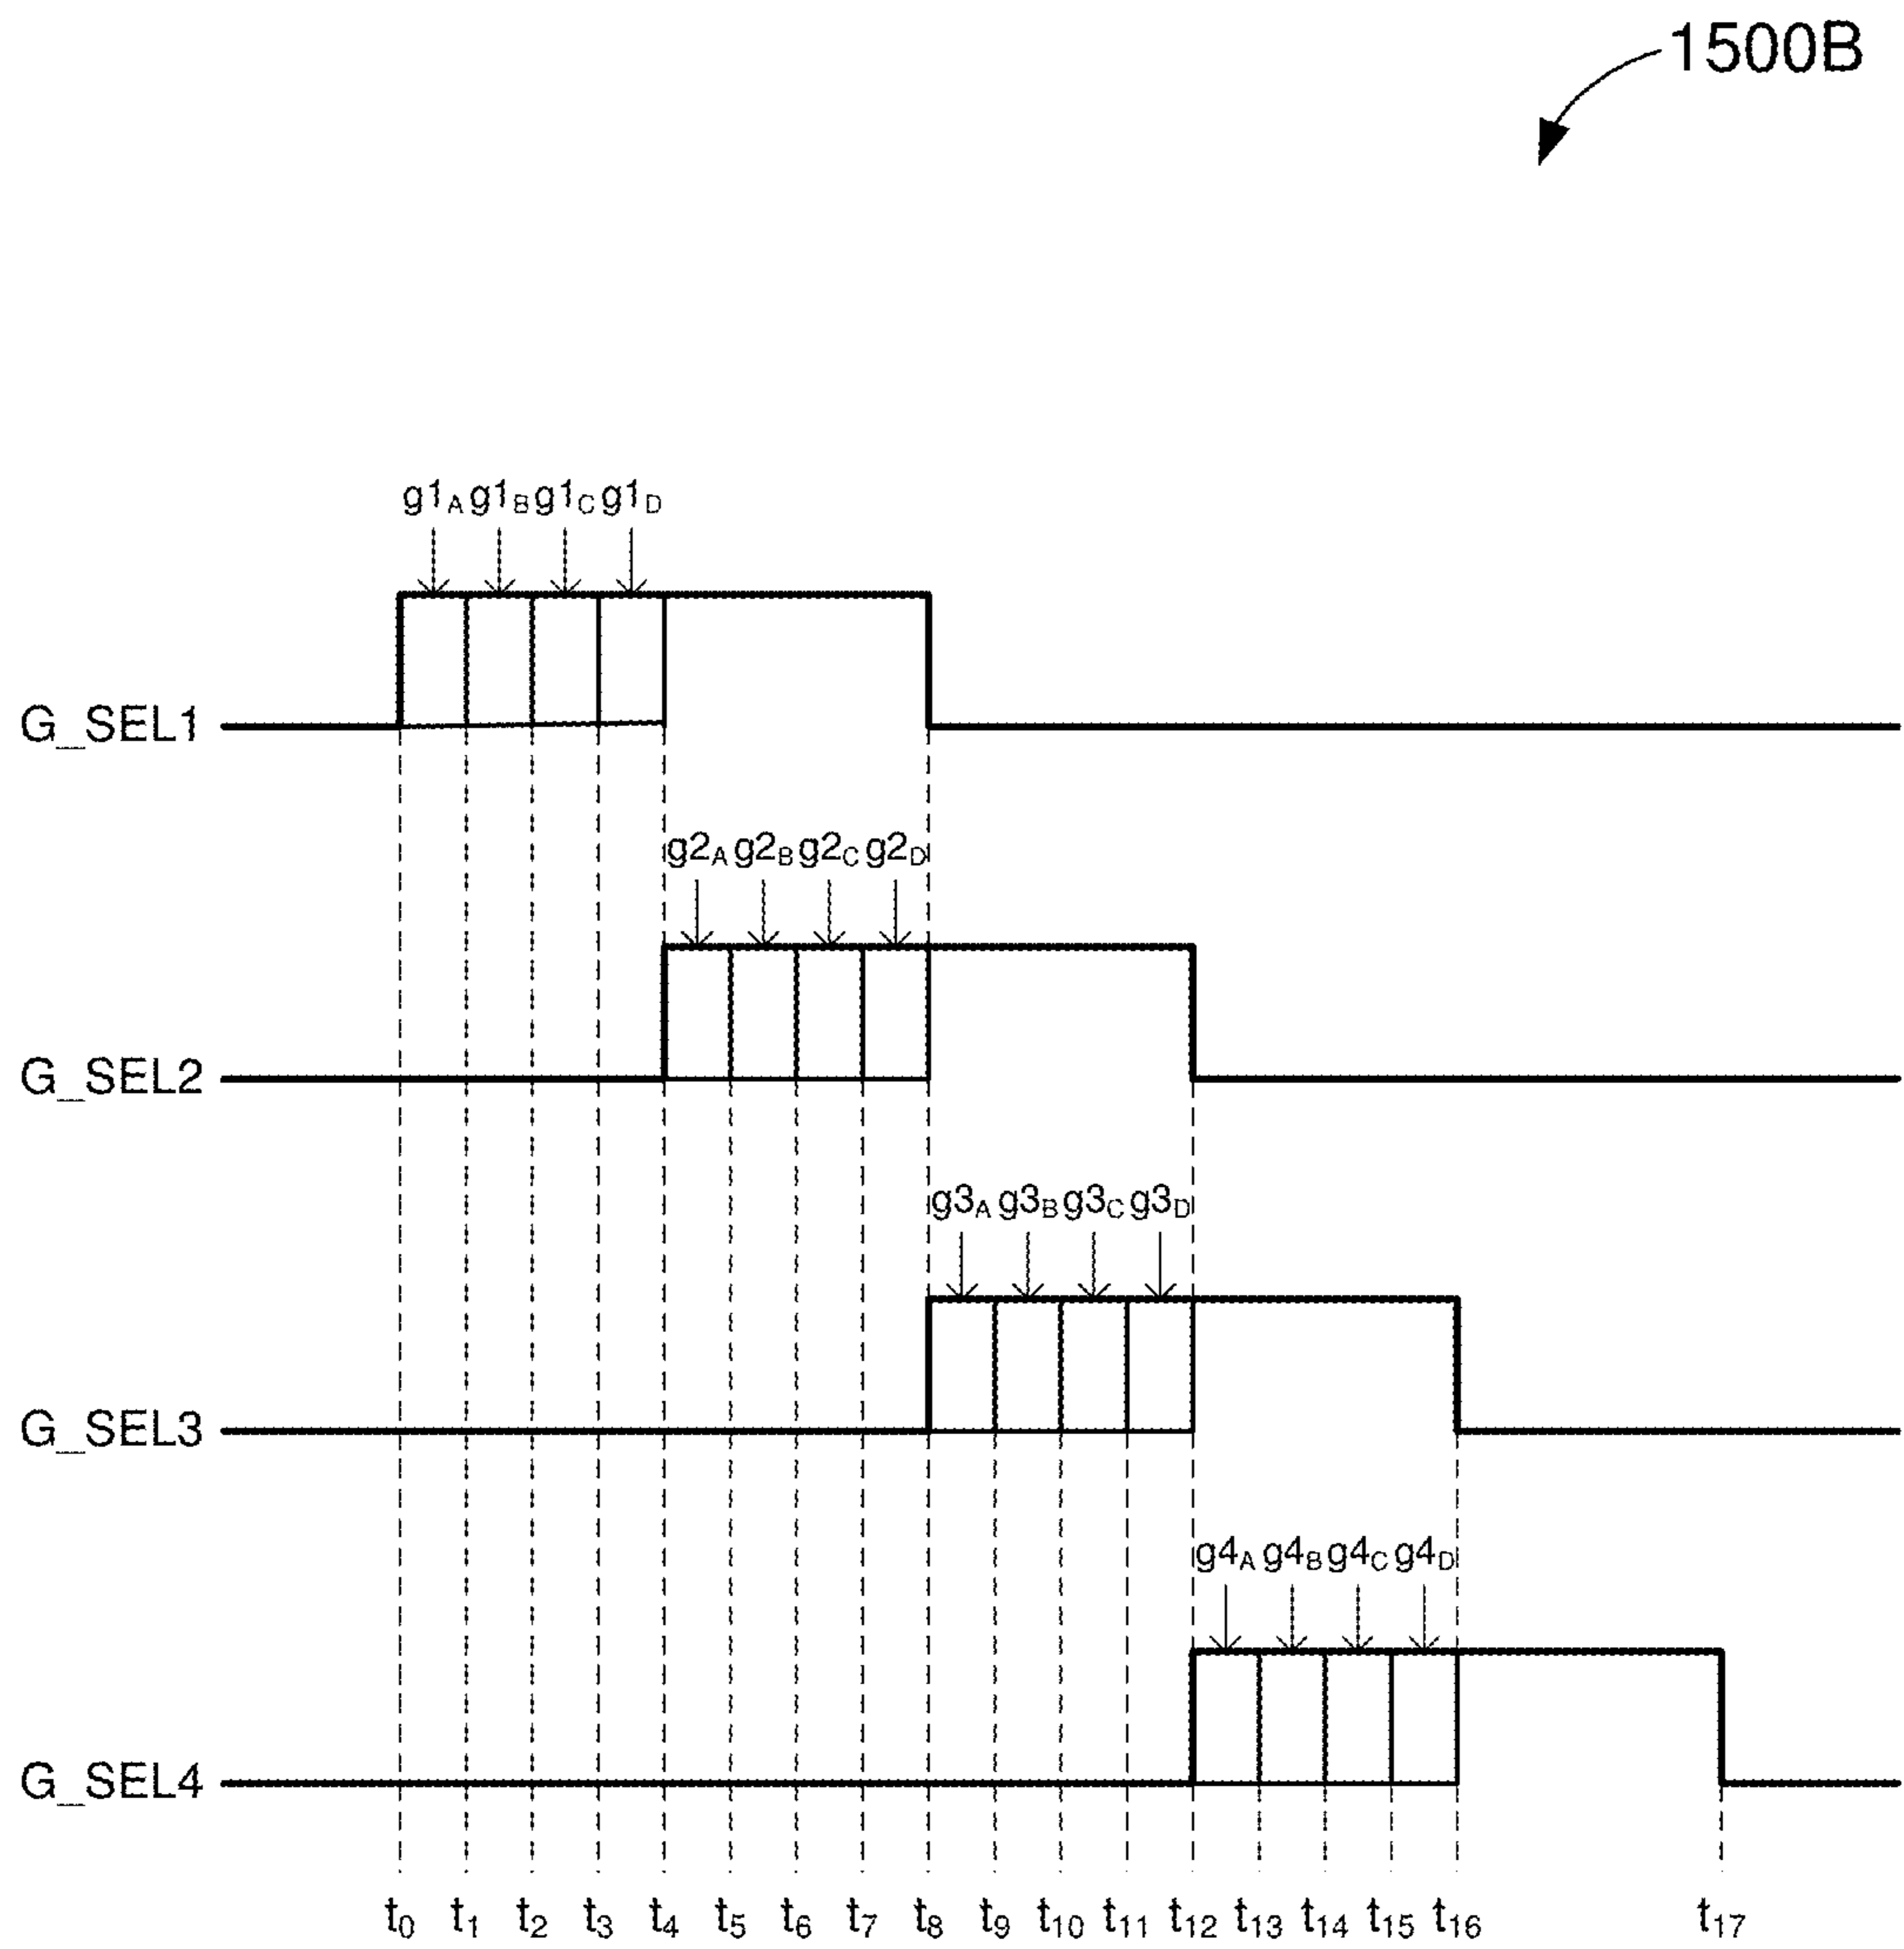 1500B
g1A g1B g1C g1D
G_SEL1
g2A g2B g2C g2D
G_SEL2
g3A g3B g3C g3D
G_SEL3
g4A g4B g4C g4D
G_SEL4
t0 t1 t2 t3 t4 t5 t6 t7 t8 t9 t10 t11 t12 t13 t14 t15 t16 t17